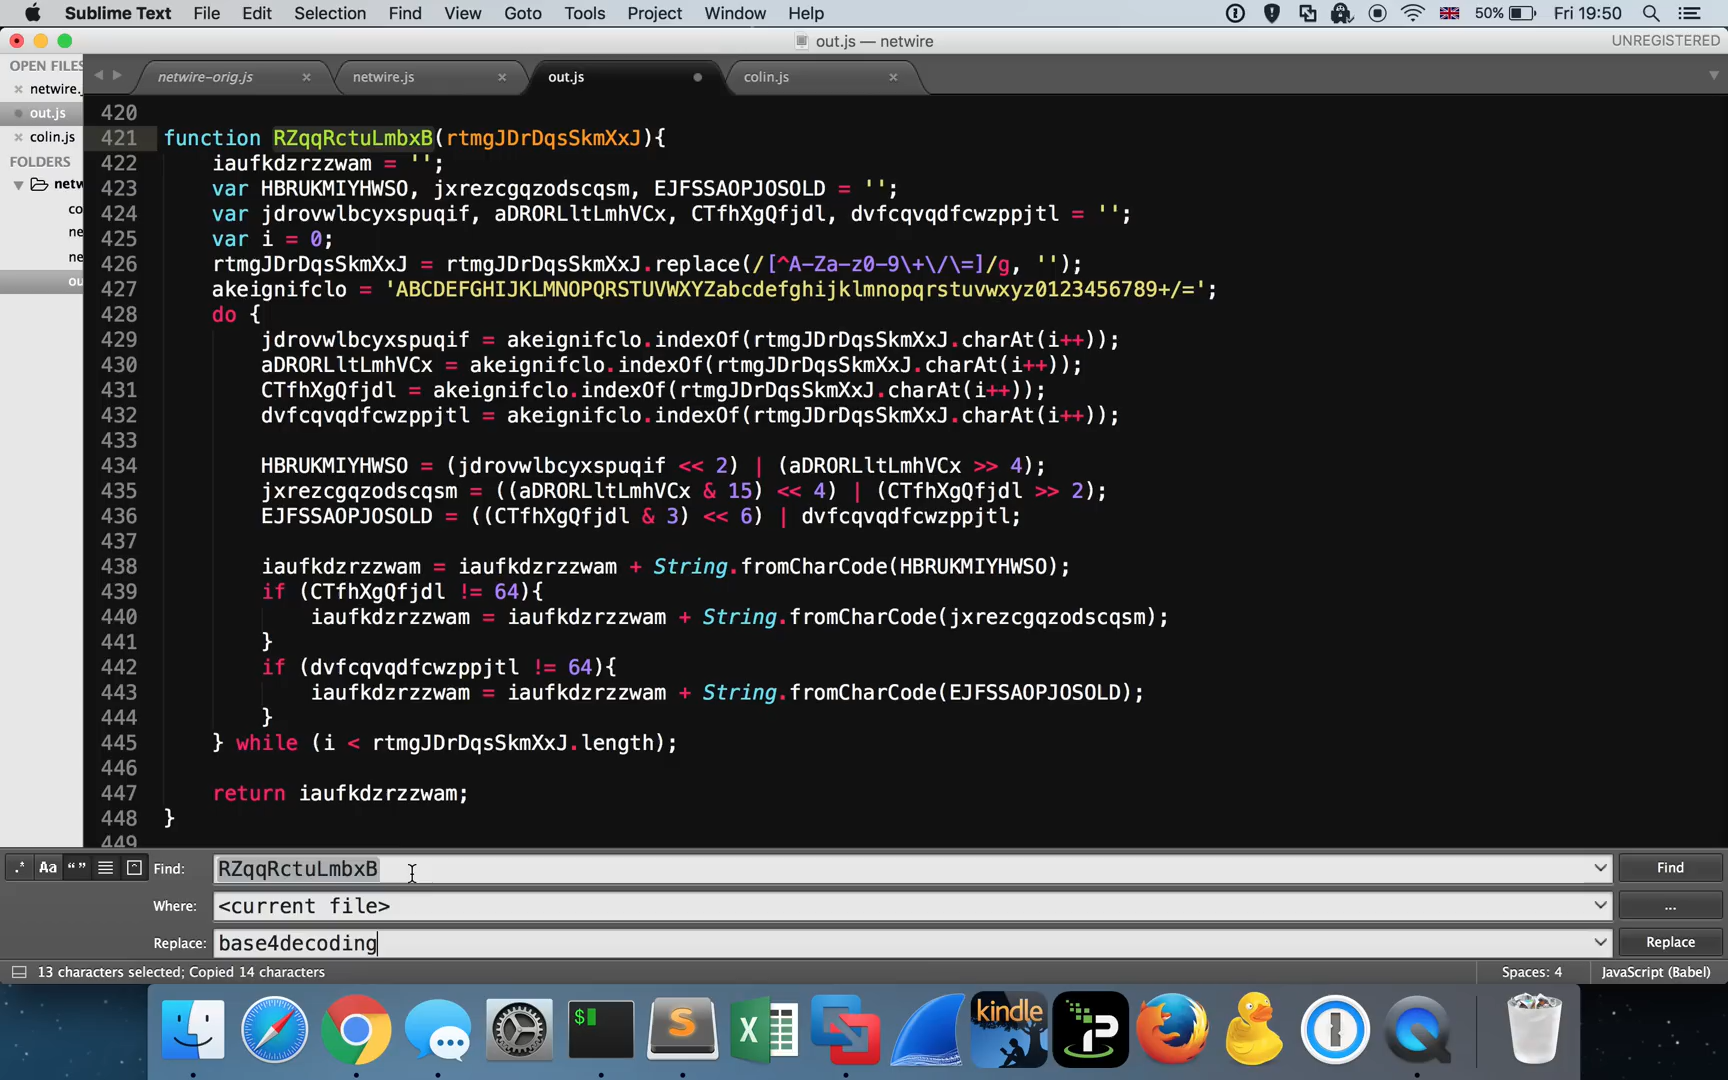 Sublime Text File Edit Selection Find View Goto Tools Project Window Help 50% Fri 19:50
out.js — netwire UNREGISTERED
OPEN FILES
netwire.
out.js
colin.js
FOLDERS
netw
co
ne
ne
ou
netwire-orig.js netwire.js out.js colin.js
420
421 function RZqqRctuLmbxB(rtmgJDrDqsSkmXxJ){
422 iaufkdzrzzwam = '';
423 var HBRUKMIYHWSO, jxrezcgqzodscqsm, EJFSSAOPJOSOLD = '';
424 var jdrovwlbcyxspuqif, aDRORLltLmhVCx, CTfhXgQfjdl, dvfcqvqdfcwzppjtl = '';
425 var i = 0;
426 rtmgJDrDqsSkmXxJ = rtmgJDrDqsSkmXxJ.replace(/[^A-Za-z0-9\+\/\=]/g, '');
427 akeignifclo = 'ABCDEFGHIJKLMNOPQRSTUVWXYZabcdefghijklmnopqrstuvwxyz0123456789+/=';
428 do {
429 jdrovwlbcyxspuqif = akeignifclo.indexOf(rtmgJDrDqsSkmXxJ.charAt(i++));
430 aDRORLltLmhVCx = akeignifclo.indexOf(rtmgJDrDqsSkmXxJ.charAt(i++));
431 CTfhXgQfjdl = akeignifclo.indexOf(rtmgJDrDqsSkmXxJ.charAt(i++));
432 dvfcqvqdfcwzppjtl = akeignifclo.indexOf(rtmgJDrDqsSkmXxJ.charAt(i++));
433
434 HBRUKMIYHWSO = (jdrovwlbcyxspuqif << 2) | (aDRORLltLmhVCx >> 4);
435 jxrezcgqzodscqsm = ((aDRORLltLmhVCx & 15) << 4) | (CTfhXgQfjdl >> 2);
436 EJFSSAOPJOSOLD = ((CTfhXgQfjdl & 3) << 6) | dvfcqvqdfcwzppjtl;
437
438 iaufkdzrzzwam = iaufkdzrzzwam + String.fromCharCode(HBRUKMIYHWSO);
439 if (CTfhXgQfjdl != 64){
440 iaufkdzrzzwam = iaufkdzrzzwam + String.fromCharCode(jxrezcgqzodscqsm);
441 }
442 if (dvfcqvqdfcwzppjtl != 64){
443 iaufkdzrzzwam = iaufkdzrzzwam + String.fromCharCode(EJFSSAOPJOSOLD);
444 }
445 } while (i < rtmgJDrDqsSkmXxJ.length);
446
447 return iaufkdzrzzwam;
448 }
449
.* Aa “” Find: RZqqRctuLmbxB Find
Where: <current file> ...
Replace: base4decoding Replace
13 characters selected; Copied 14 characters Spaces: 4 JavaScript (Babel)
$
S
X
kindle
P